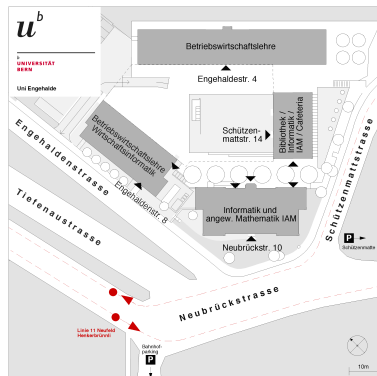 u
b
b
UNIVERSITÄT
BERN
Uni Engehalde
Betriebswirtschaftslehre
Engehaldestr. 4
Betriebswirtschaftslehre
Wirtschaftsinformatik
Schützen-
mattstr. 14
Bibliothek /
Informatik /
IAM / Cafeteria
Engehaldenstrasse
Engehaldestr. 8
Tiefenaustrasse
Informatik und
angew. Mathematik IAM
Neubrückstr. 10
Schützenmattstrasse
P
Schützenmatte
Neubrückstrasse
Linie 11 Neufeld
Henkerbrünnli
Bahnhof-
parking
P
10m